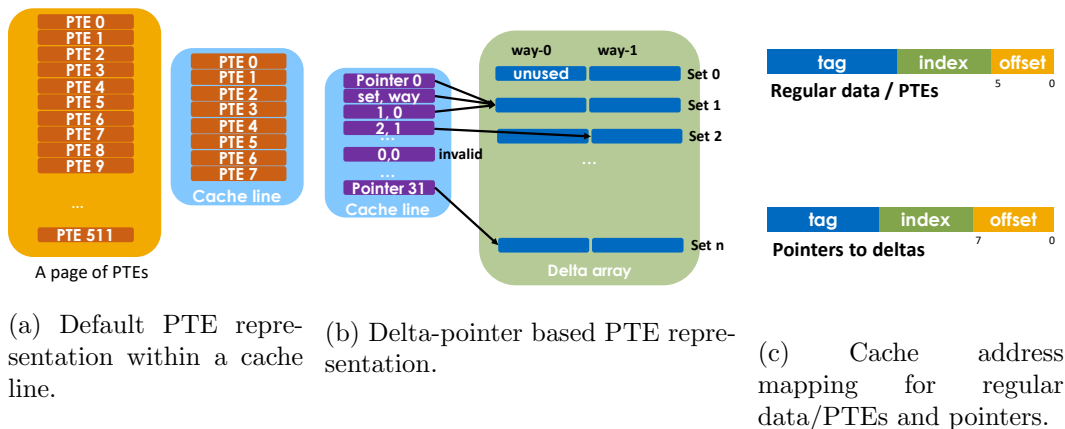 PTE 0
PTE 1
PTE 2
PTE 3
PTE 4
PTE 5
PTE 6
PTE 7
PTE 8
PTE 9
...
PTE 511
A page of PTEs
PTE 0
PTE 1
PTE 2
PTE 3
PTE 4
PTE 5
PTE 6
PTE 7
Cache line
(a) Default PTE repre-
sentation within a cache
line.
Pointer 0
set, way
1, 0
2, 1
...
0,0 invalid
...
Pointer 31
Cache line
way-0 way-1
unused Set 0
Set 1
Set 2
...
Set n
Delta array
(b) Delta-pointer based PTE repre-
sentation.
tag index offset
5 0
Regular data / PTEs
tag index offset
7 0
Pointers to deltas
(c) Cache address
mapping for regular
data/PTEs and pointers.